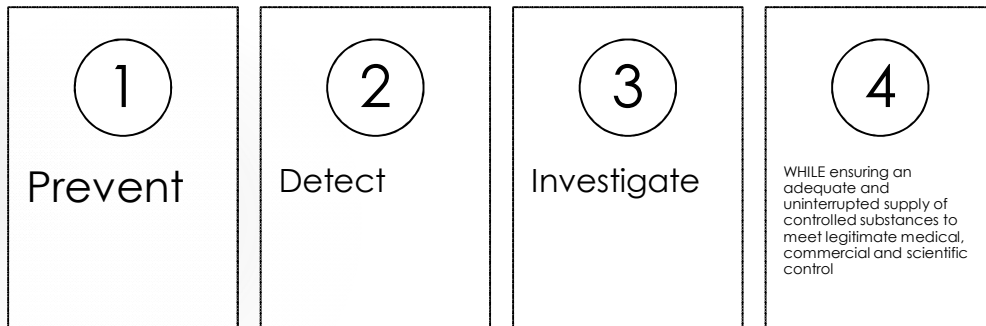 1
Prevent
2
Detect
3
Investigate
4
WHILE ensuring an
adequate and
uninterrupted supply of
controlled substances to
meet legitimate medical,
commercial and scientific
control